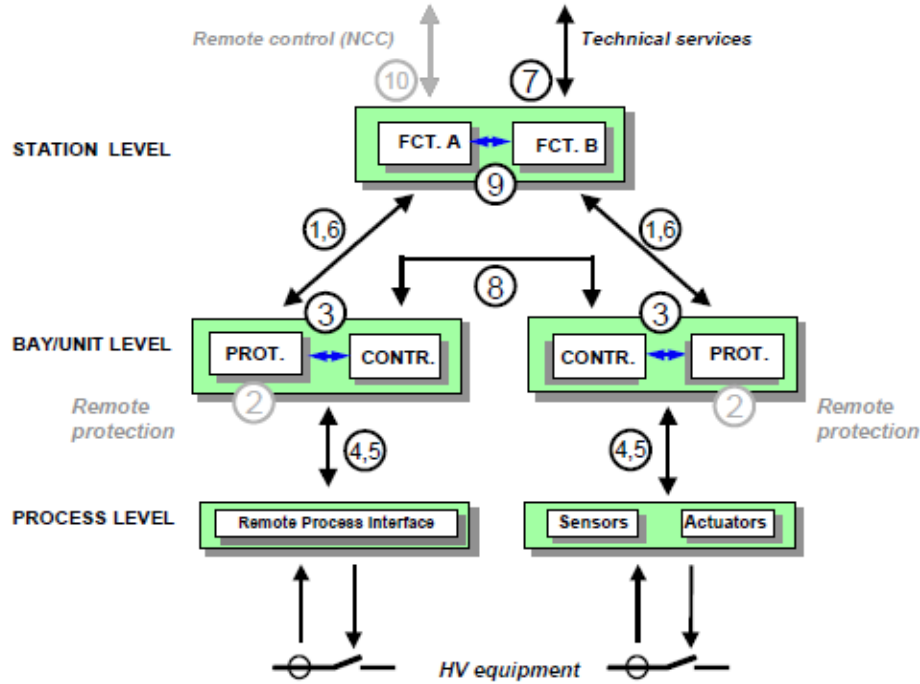 Remote control (NCC)
Technical services
10
7
STATION LEVEL
FCT. A
FCT. B
9
1,6
1,6
8
3
3
BAY/UNIT LEVEL
PROT.
CONTR.
CONTR.
PROT.
2
2
Remote
protection
Remote
protection
4,5
4,5
PROCESS LEVEL
Remote Process Interface
Sensors
Actuators
HV equipment